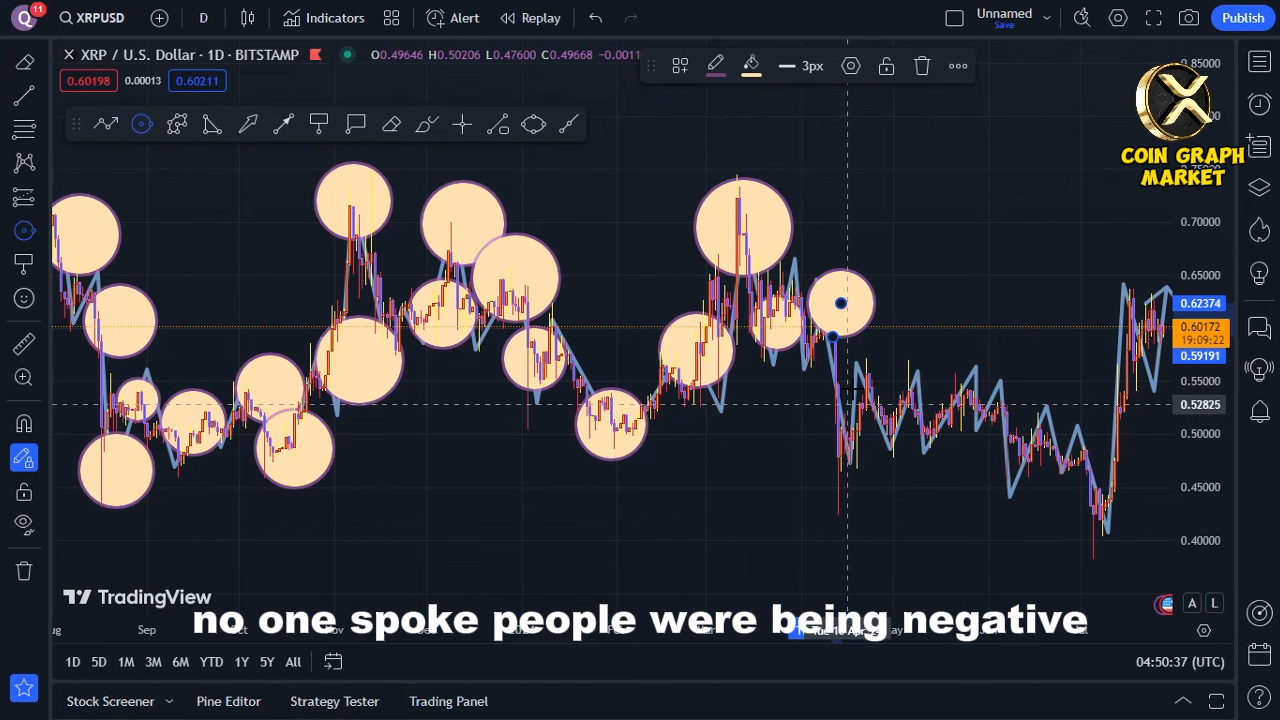 Q
11
XRPUSD
D
Indicators
Alert
Replay
Unnamed
Save
Publish
XRP / U.S. Dollar · 1D · BITSTAMP
O0.49646 H0.50206 L0.47600 C0.49668 -0.0011
0.60198
0.00013
0.60211
3px
0.85000
COIN GRAPH
MARKET
0.70000
0.65000
0.62374
0.60172
19:09:22
0.59191
0.55000
0.52825
0.50000
0.45000
0.40000
TradingView
A
L
no one spoke people were being negative
Sep
1D
5D
1M
3M
6M
YTD
1Y
5Y
All
04:50:37 (UTC)
Stock Screener
Pine Editor
Strategy Tester
Trading Panel